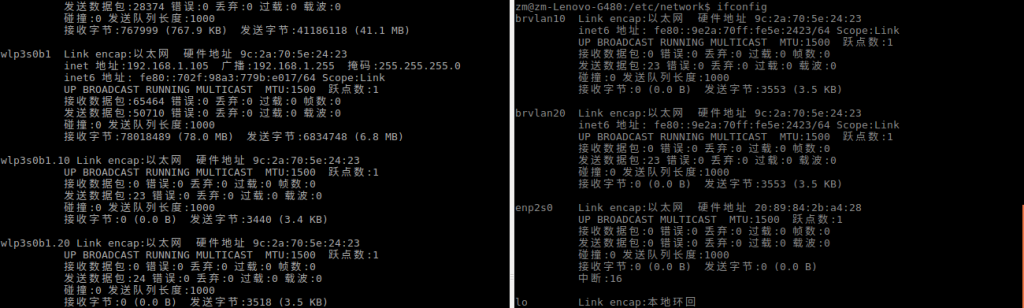 发送数据包:28374 错误:0 丢弃:0 过载:0 载波:0
碰撞:0 发送队列长度:1000
接收字节:767999 (767.9 KB)  发送字节:41186118 (41.1 MB)
wlp3s0b1  Link encap:以太网  硬件地址 9c:2a:70:5e:24:23
inet 地址:192.168.1.105  广播:192.168.1.255  掩码:255.255.255.0
inet6 地址: fe80::702f:98a3:779b:e017/64 Scope:Link
UP BROADCAST RUNNING MULTICAST  MTU:1500  跃点数:1
接收数据包:65464 错误:0 丢弃:0 过载:0 帧数:0
发送数据包:50710 错误:0 丢弃:0 过载:0 载波:0
碰撞:0 发送队列长度:1000
接收字节:78018489 (78.0 MB)  发送字节:6834748 (6.8 MB)
wlp3s0b1.10 Link encap:以太网  硬件地址 9c:2a:70:5e:24:23
UP BROADCAST RUNNING MULTICAST  MTU:1500  跃点数:1
接收数据包:0 错误:0 丢弃:0 过载:0 帧数:0
发送数据包:23 错误:0 丢弃:0 过载:0 载波:0
碰撞:0 发送队列长度:1000
接收字节:0 (0.0 B)  发送字节:3440 (3.4 KB)
wlp3s0b1.20 Link encap:以太网  硬件地址 9c:2a:70:5e:24:23
UP BROADCAST RUNNING MULTICAST  MTU:1500  跃点数:1
接收数据包:0 错误:0 丢弃:0 过载:0 帧数:0
发送数据包:24 错误:0 丢弃:0 过载:0 载波:0
碰撞:0 发送队列长度:1000
接收字节:0 (0.0 B)  发送字节:3518 (3.5 KB)
zm@zm-Lenovo-G480:/etc/network$ ifconfig
brvlan10  Link encap:以太网  硬件地址 9c:2a:70:5e:24:23
inet6 地址: fe80::9e2a:70ff:fe5e:2423/64 Scope:Link
UP BROADCAST RUNNING MULTICAST  MTU:1500  跃点数:1
接收数据包:0 错误:0 丢弃:0 过载:0 帧数:0
发送数据包:23 错误:0 丢弃:0 过载:0 载波:0
碰撞:0 发送队列长度:1000
接收字节:0 (0.0 B)  发送字节:3553 (3.5 KB)
brvlan20  Link encap:以太网  硬件地址 9c:2a:70:5e:24:23
inet6 地址: fe80::9e2a:70ff:fe5e:2423/64 Scope:Link
UP BROADCAST RUNNING MULTICAST  MTU:1500  跃点数:1
接收数据包:0 错误:0 丢弃:0 过载:0 帧数:0
发送数据包:23 错误:0 丢弃:0 过载:0 载波:0
碰撞:0 发送队列长度:1000
接收字节:0 (0.0 B)  发送字节:3553 (3.5 KB)
enp2s0    Link encap:以太网  硬件地址 20:89:84:2b:a4:28
UP BROADCAST MULTICAST  MTU:1500  跃点数:1
接收数据包:0 错误:0 丢弃:0 过载:0 帧数:0
发送数据包:0 错误:0 丢弃:0 过载:0 载波:0
碰撞:0 发送队列长度:1000
接收字节:0 (0.0 B)  发送字节:0 (0.0 B)
中断:16
lo        Link encap:本地环回